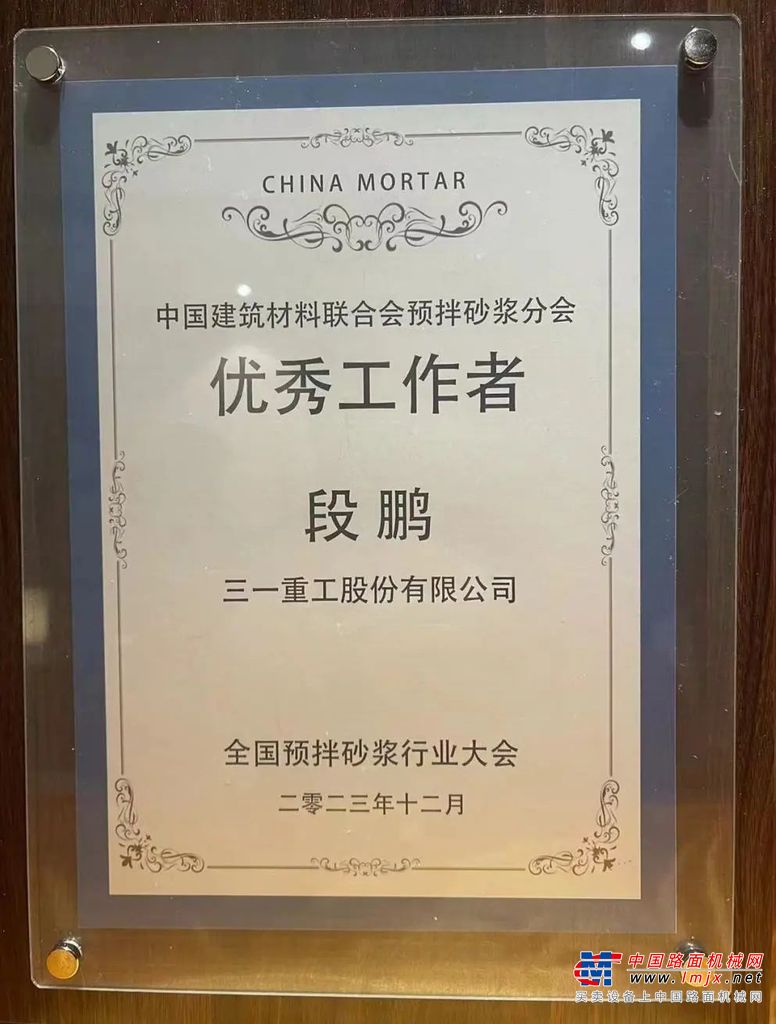 CHINA MORTAR
中国建筑材料联合会预拌砂浆分会
优秀工作者
段鹏
三一重工股份有限公司
全国预拌砂浆行业大会
二零二三年十二月
中国路面机械网
www.lmjx.net
买卖设备上中国路面机械网